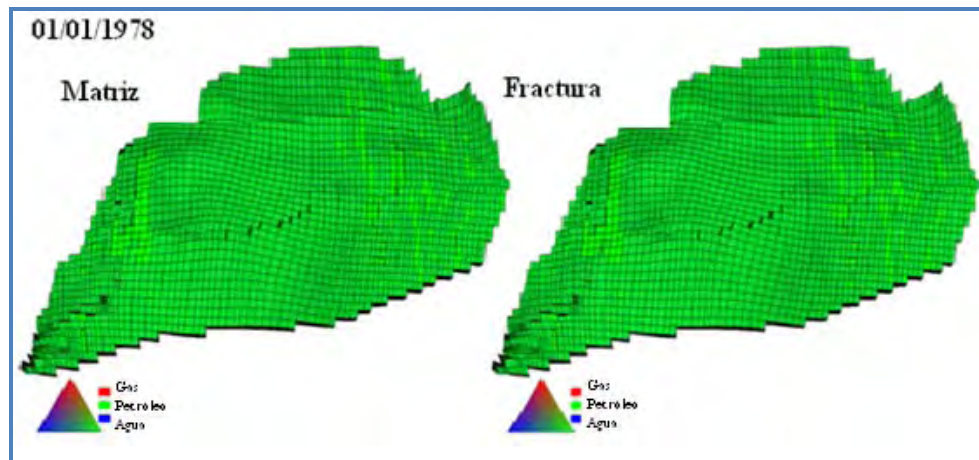 01/01/1978
Matriz
Fractura
Gas
Petróleo
Agua
Gas
Petróleo
Agua